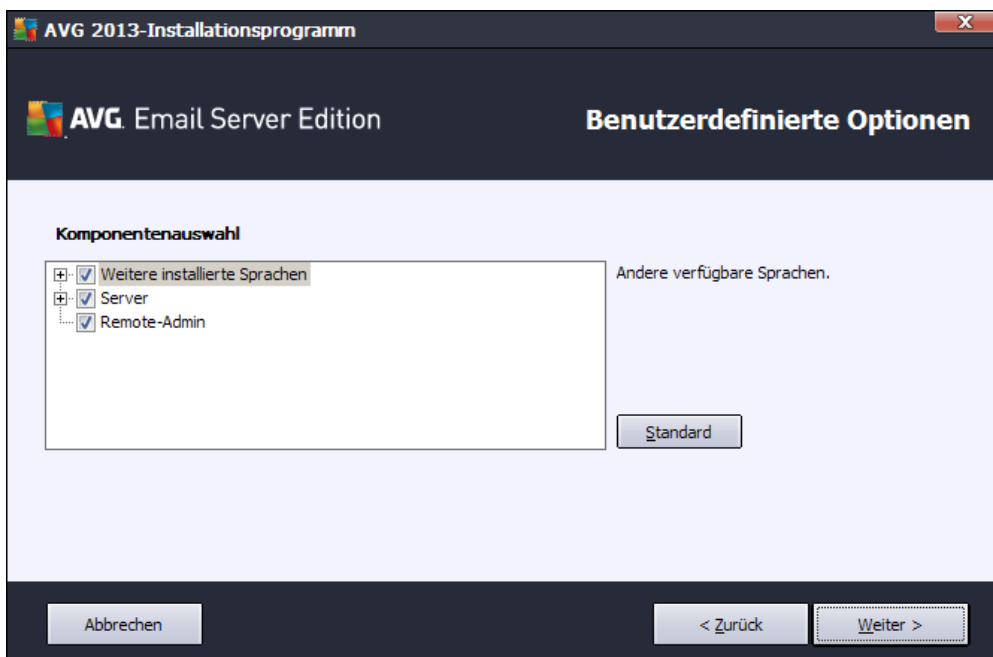 AVG 2013-Installationsprogramm
X
AVG. Email Server Edition
Benutzerdefinierte Optionen
Komponentenauswahl
Weitere installierte Sprachen
Server
Remote-Admin
Andere verfügbare Sprachen.
Standard
Abbrechen
< Zurück
Weiter >